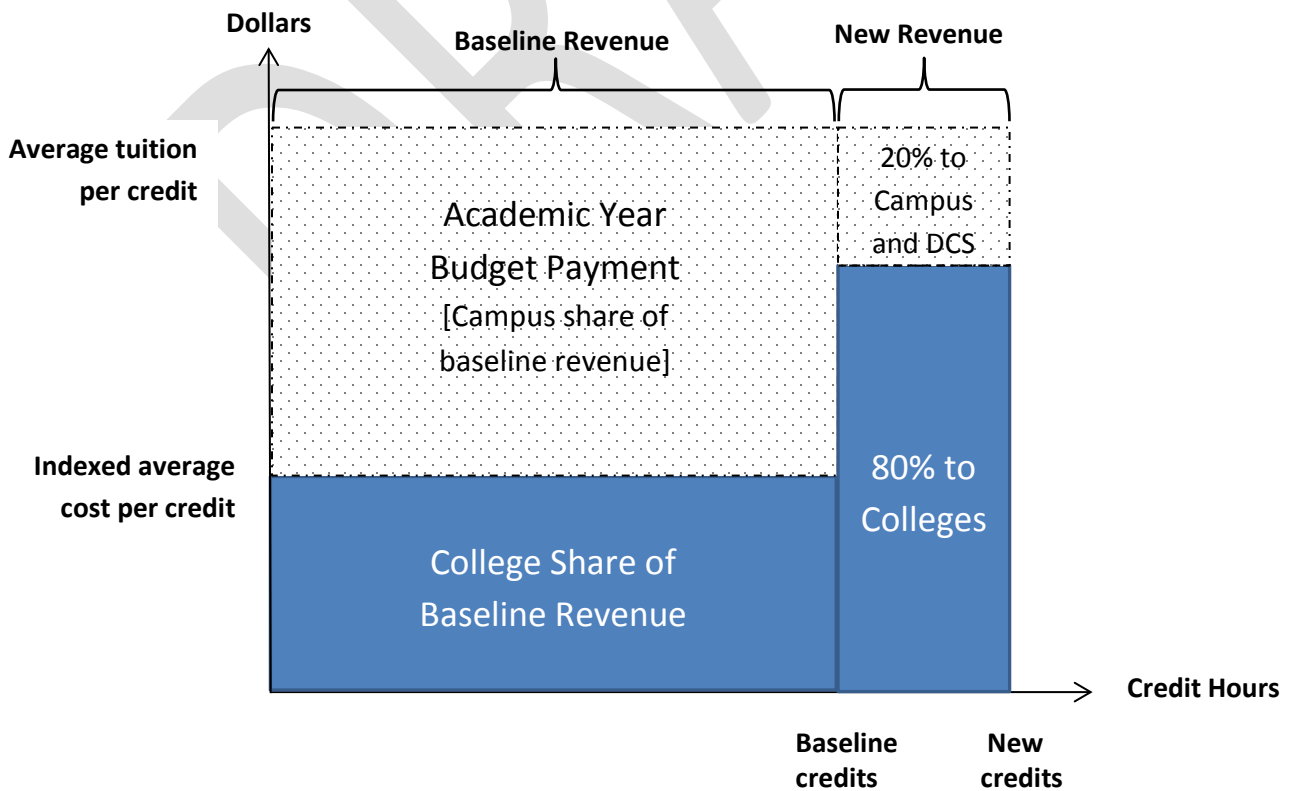 Dollars
Baseline Revenue
New Revenue
Average tuition
per credit
20% to
Campus
and DCS
Academic Year
Budget Payment
[Campus share of
baseline revenue]
Indexed average
cost per credit
80% to
Colleges
College Share of
Baseline Revenue
Credit Hours
Baseline
credits
New
credits